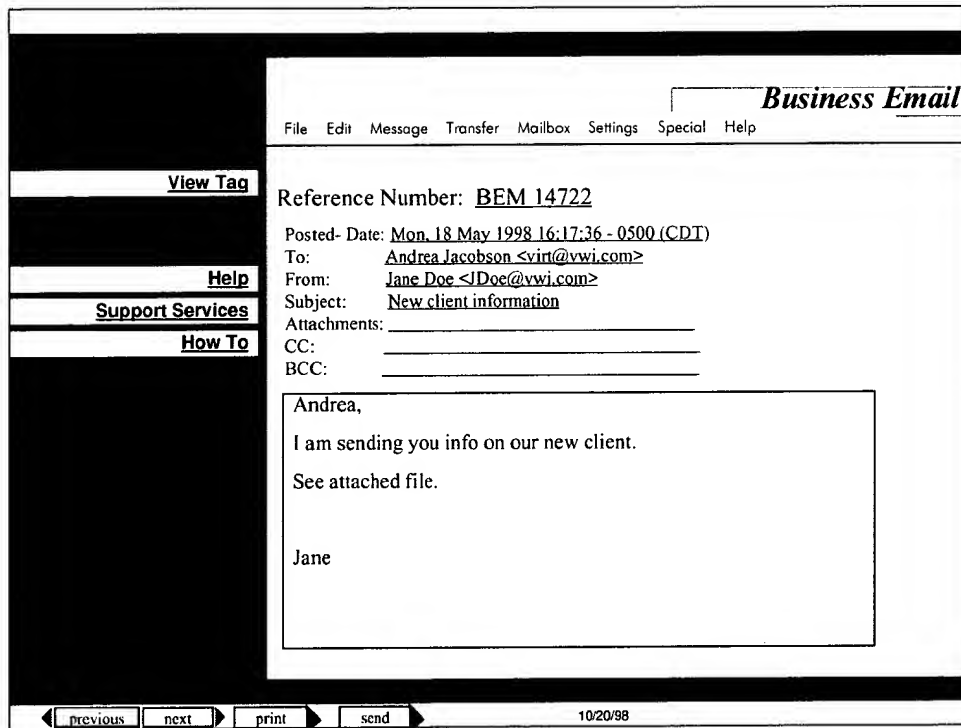 Business Email
File Edit Message Transfer Mailbox Settings Special Help
View Tag
Help
Support Services
How To
Reference Number: BEM 14722
Posted- Date: Mon, 18 May 1998 16:17:36 - 0500 (CDT)
To: Andrea Jacobson <virt@vwi.com>
From: Jane Doe <JDoe@vwi.com>
Subject: New client information
Attachments:
CC:
BCC:
Andrea,
I am sending you info on our new client.
See attached file.
Jane
previous next print send 10/20/98